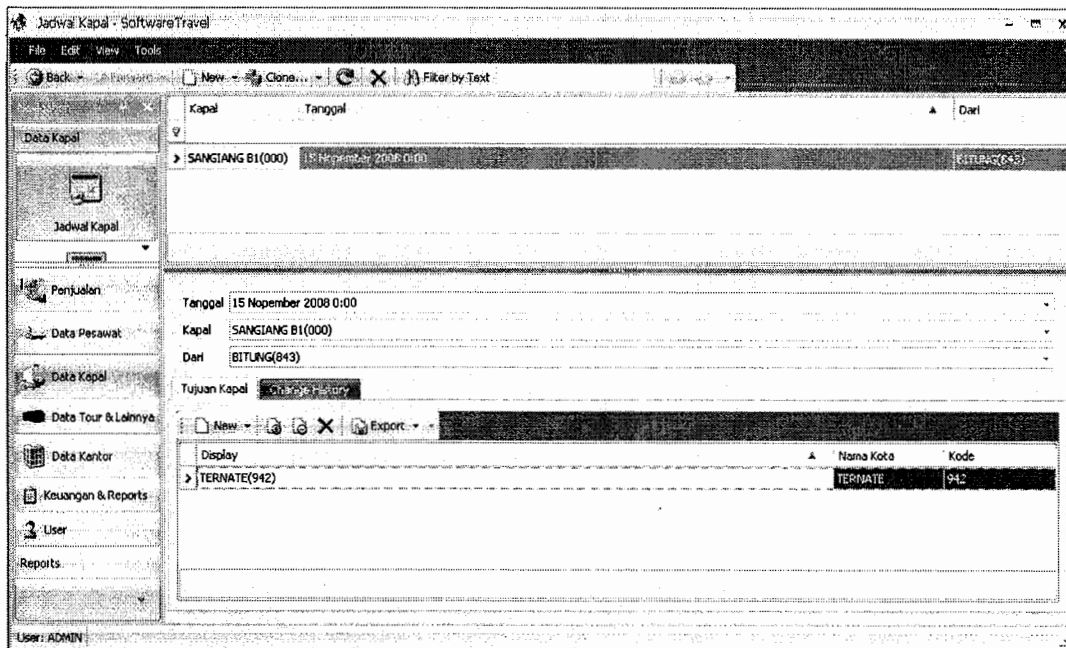 Jadwal Kapal - SoftwareTravel
File Edit View Tools
Back New Clone... Filter by Text
Data Kapal
Jadwal Kapal
Penjualan
Data Pesawat
Data Kapal
Data Tour & Lainnya
Data Kantor
Keuangan & Reports
User
Reports
Kapal Tanggal Dari
SANGIANG B1(000) 15 Nopember 2008 0:00 BITUNG(843)
Tanggal 15 Nopember 2008 0:00
Kapal SANGIANG B1(000)
Dari BITUNG(843)
Tujuan Kapal Change History
New Export
Display Nama Kota Kode
TERNATE(942) TERNATE 942
User: ADMIN